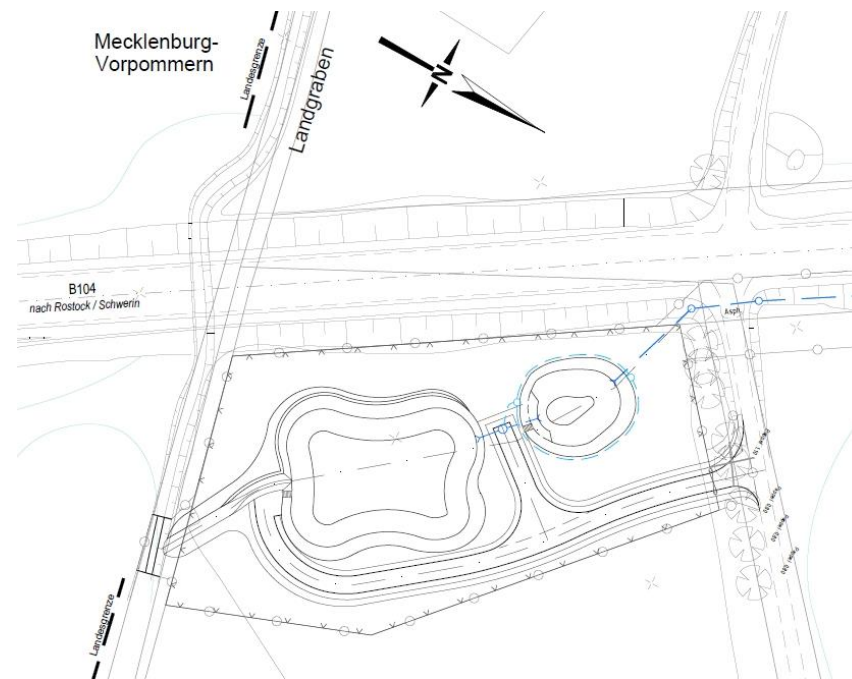 Mecklenburg-
Vorpommern
Landesgrenze
Landgraben
N
B104
nach Rostock / Schwerin
Asph.
Landesgrenze